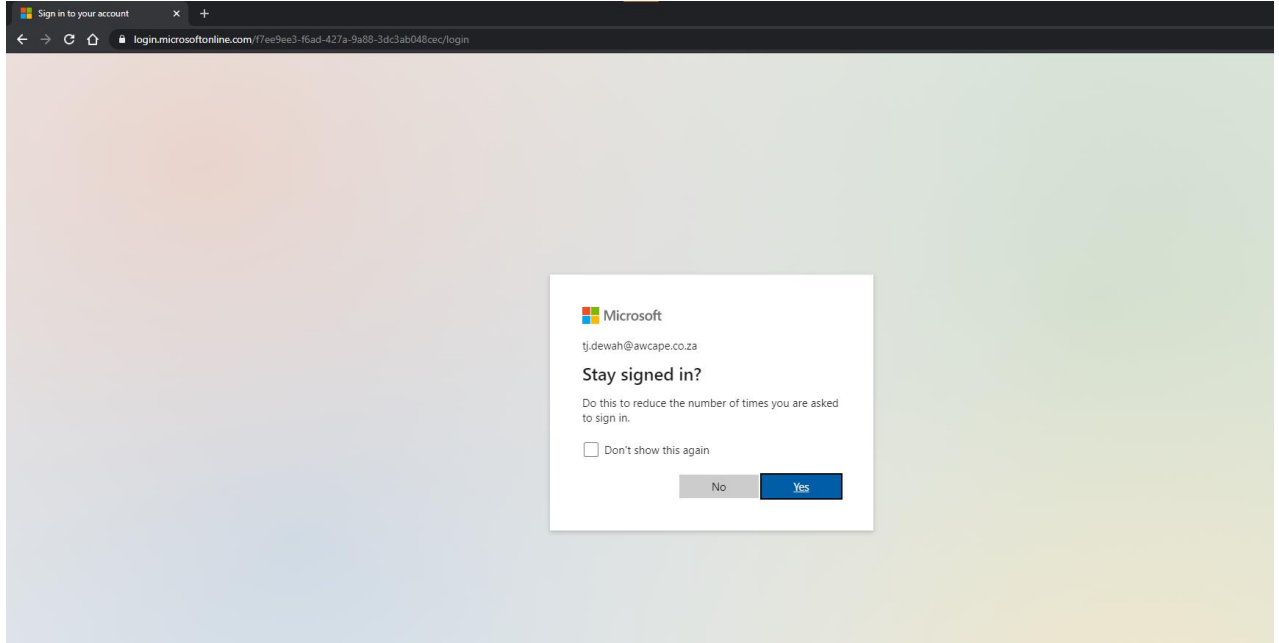 Sign in to your account
login.microsoftonline.com/f7ee9ee3-f6ad-427a-9a88-3dc3ab048cec/login
Microsoft
tj.dewah@awcape.co.za
Stay signed in?
Do this to reduce the number of times you are asked
to sign in.
Don't show this again
No Yes